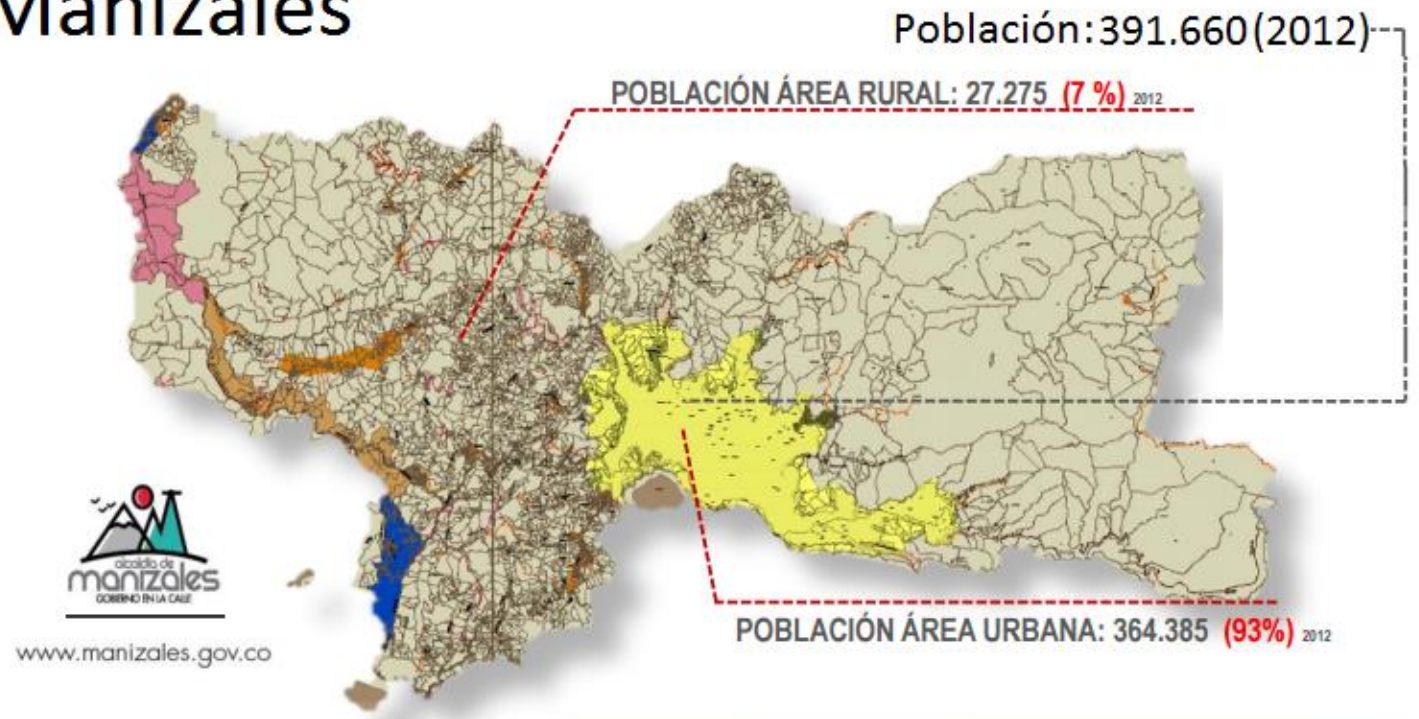 Manizales
Población: 391.660 (2012)
POBLACIÓN ÁREA RURAL: 27.275 (7 %) 2012
alcaldía de
manizales
GOBIERNO EN LA CALLE
www.manizales.gov.co
POBLACIÓN ÁREA URBANA: 364.385 (93%) 2012